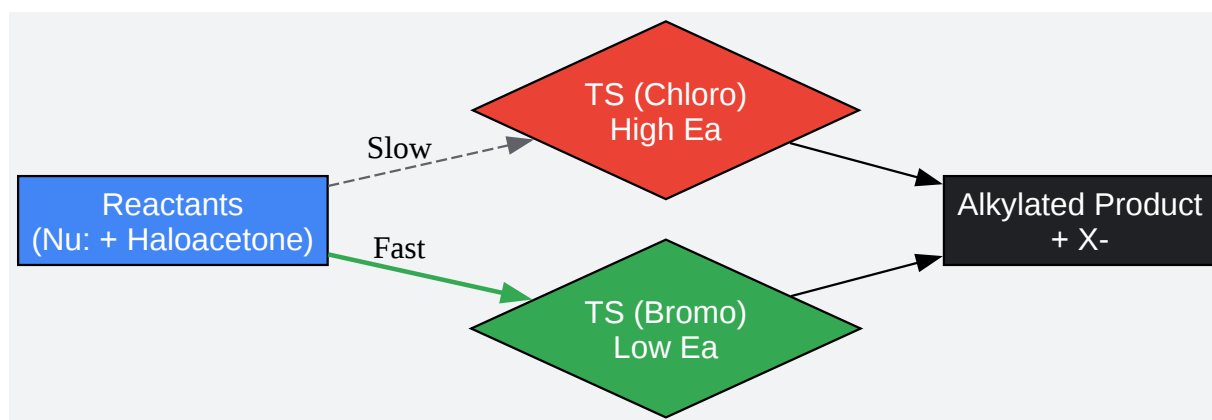 TS (Chloro)
High Ea
Slow
Reactants
(Nu: + Haloacetone)
Alkylated Product
+ X-
Fast
TS (Bromo)
Low Ea